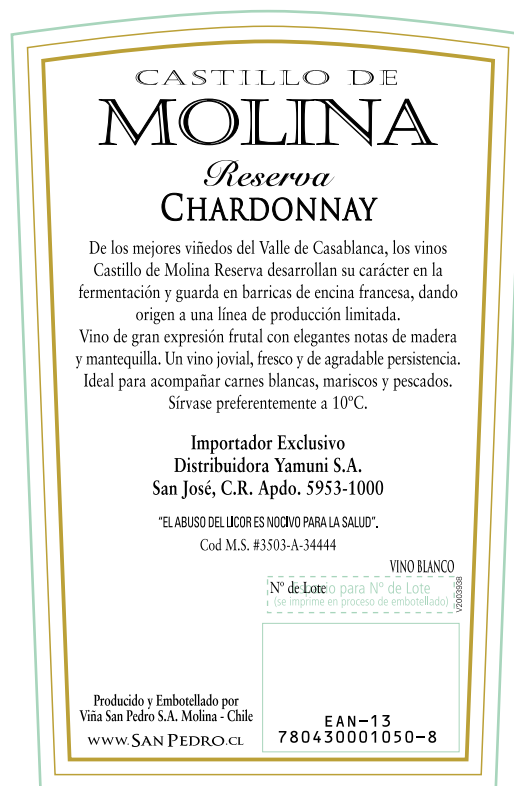 CASTILLO DE
MOLINA
Reserva
CHARDONNAY
De los mejores viñedos del Valle de Casablanca, los vinos
Castillo de Molina Reserva desarrollan su carácter en la
fermentación y guarda en barricas de encina francesa, dando
origen a una línea de producción limitada.
Vino de gran expresión frutal con elegantes notas de madera
y mantequilla. Un vino jovial, fresco y de agradable persistencia.
Ideal para acompañar carnes blancas, mariscos y pescados.
Sírvase preferentemente a 10ºC.
Importador Exclusivo
Distribuidora Yamuni S.A.
San José, C.R. Apdo. 5953-1000
"EL ABUSO DEL LICOR ES NOCIVO PARA LA SALUD".
Cod M.S. #3503-A-34444
VINO BLANCO
Nº de Lote
para Nº de Lote
(se imprime en proceso de embotellado)
V2003938
Producido y Embotellado por
Viña San Pedro S.A. Molina - Chile
WWW.SAN PEDRO.CL
EAN-13
780430001050-8